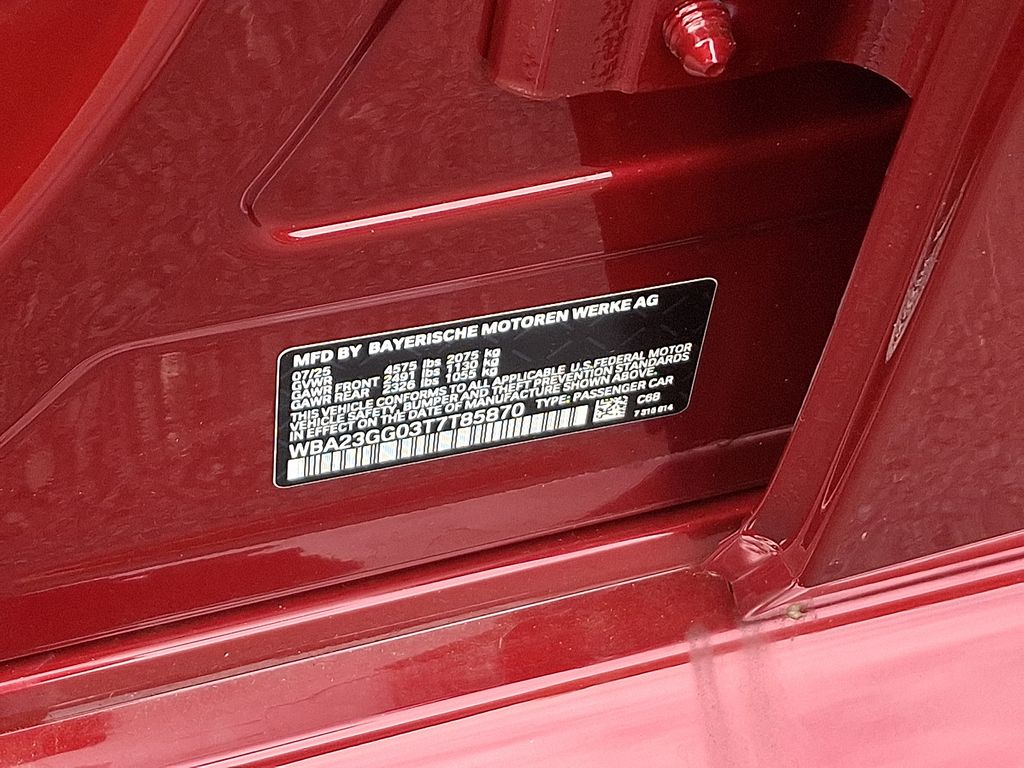 MFD BY BAYERISCHE MOTOREN WERKE AG
07/25
GVWR 4575 lbs 2075 kg
GAWR FRONT 2491 lbs 1130 kg
GAWR REAR 2326 lbs 1055 kg
THIS VEHICLE CONFORMS TO ALL APPLICABLE U.S.FEDERAL MOTOR
VEHICLE SAFETY, BUMPER, AND THEFT PREVENTION STANDARDS
IN EFFECT ON THE DATE OF MANUFACTURE SHOWN ABOVE.
WBA23GG03T7T85870 TYPE: PASSENGER CAR
C6B
7 316 614